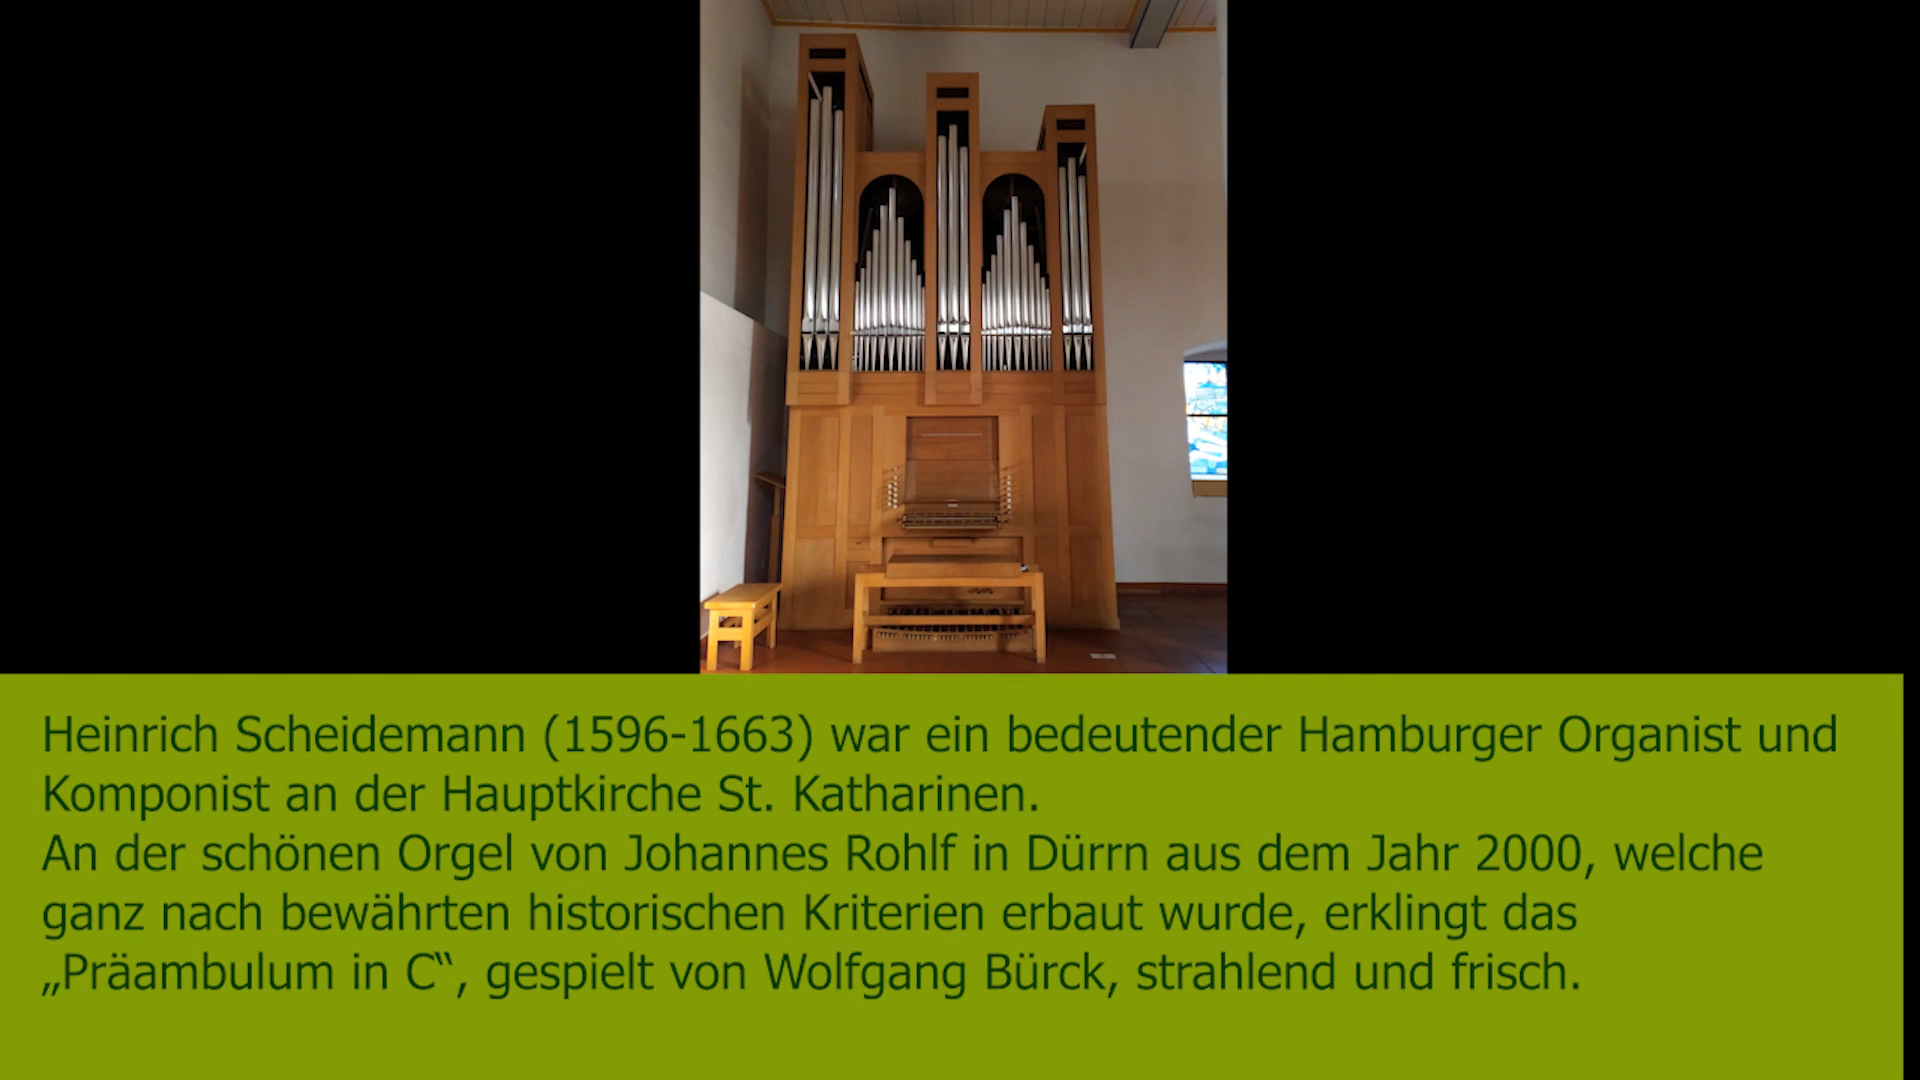 Heinrich Scheidemann (1596-1663) war ein bedeutender Hamburger Organist und
Komponist an der Hauptkirche St. Katharinen.
An der schönen Orgel von Johannes Rohlf in Dürrn aus dem Jahr 2000, welche
ganz nach bewährten historischen Kriterien erbaut wurde, erklingt das
„Präambulum in C“, gespielt von Wolfgang Bürck, strahlend und frisch.